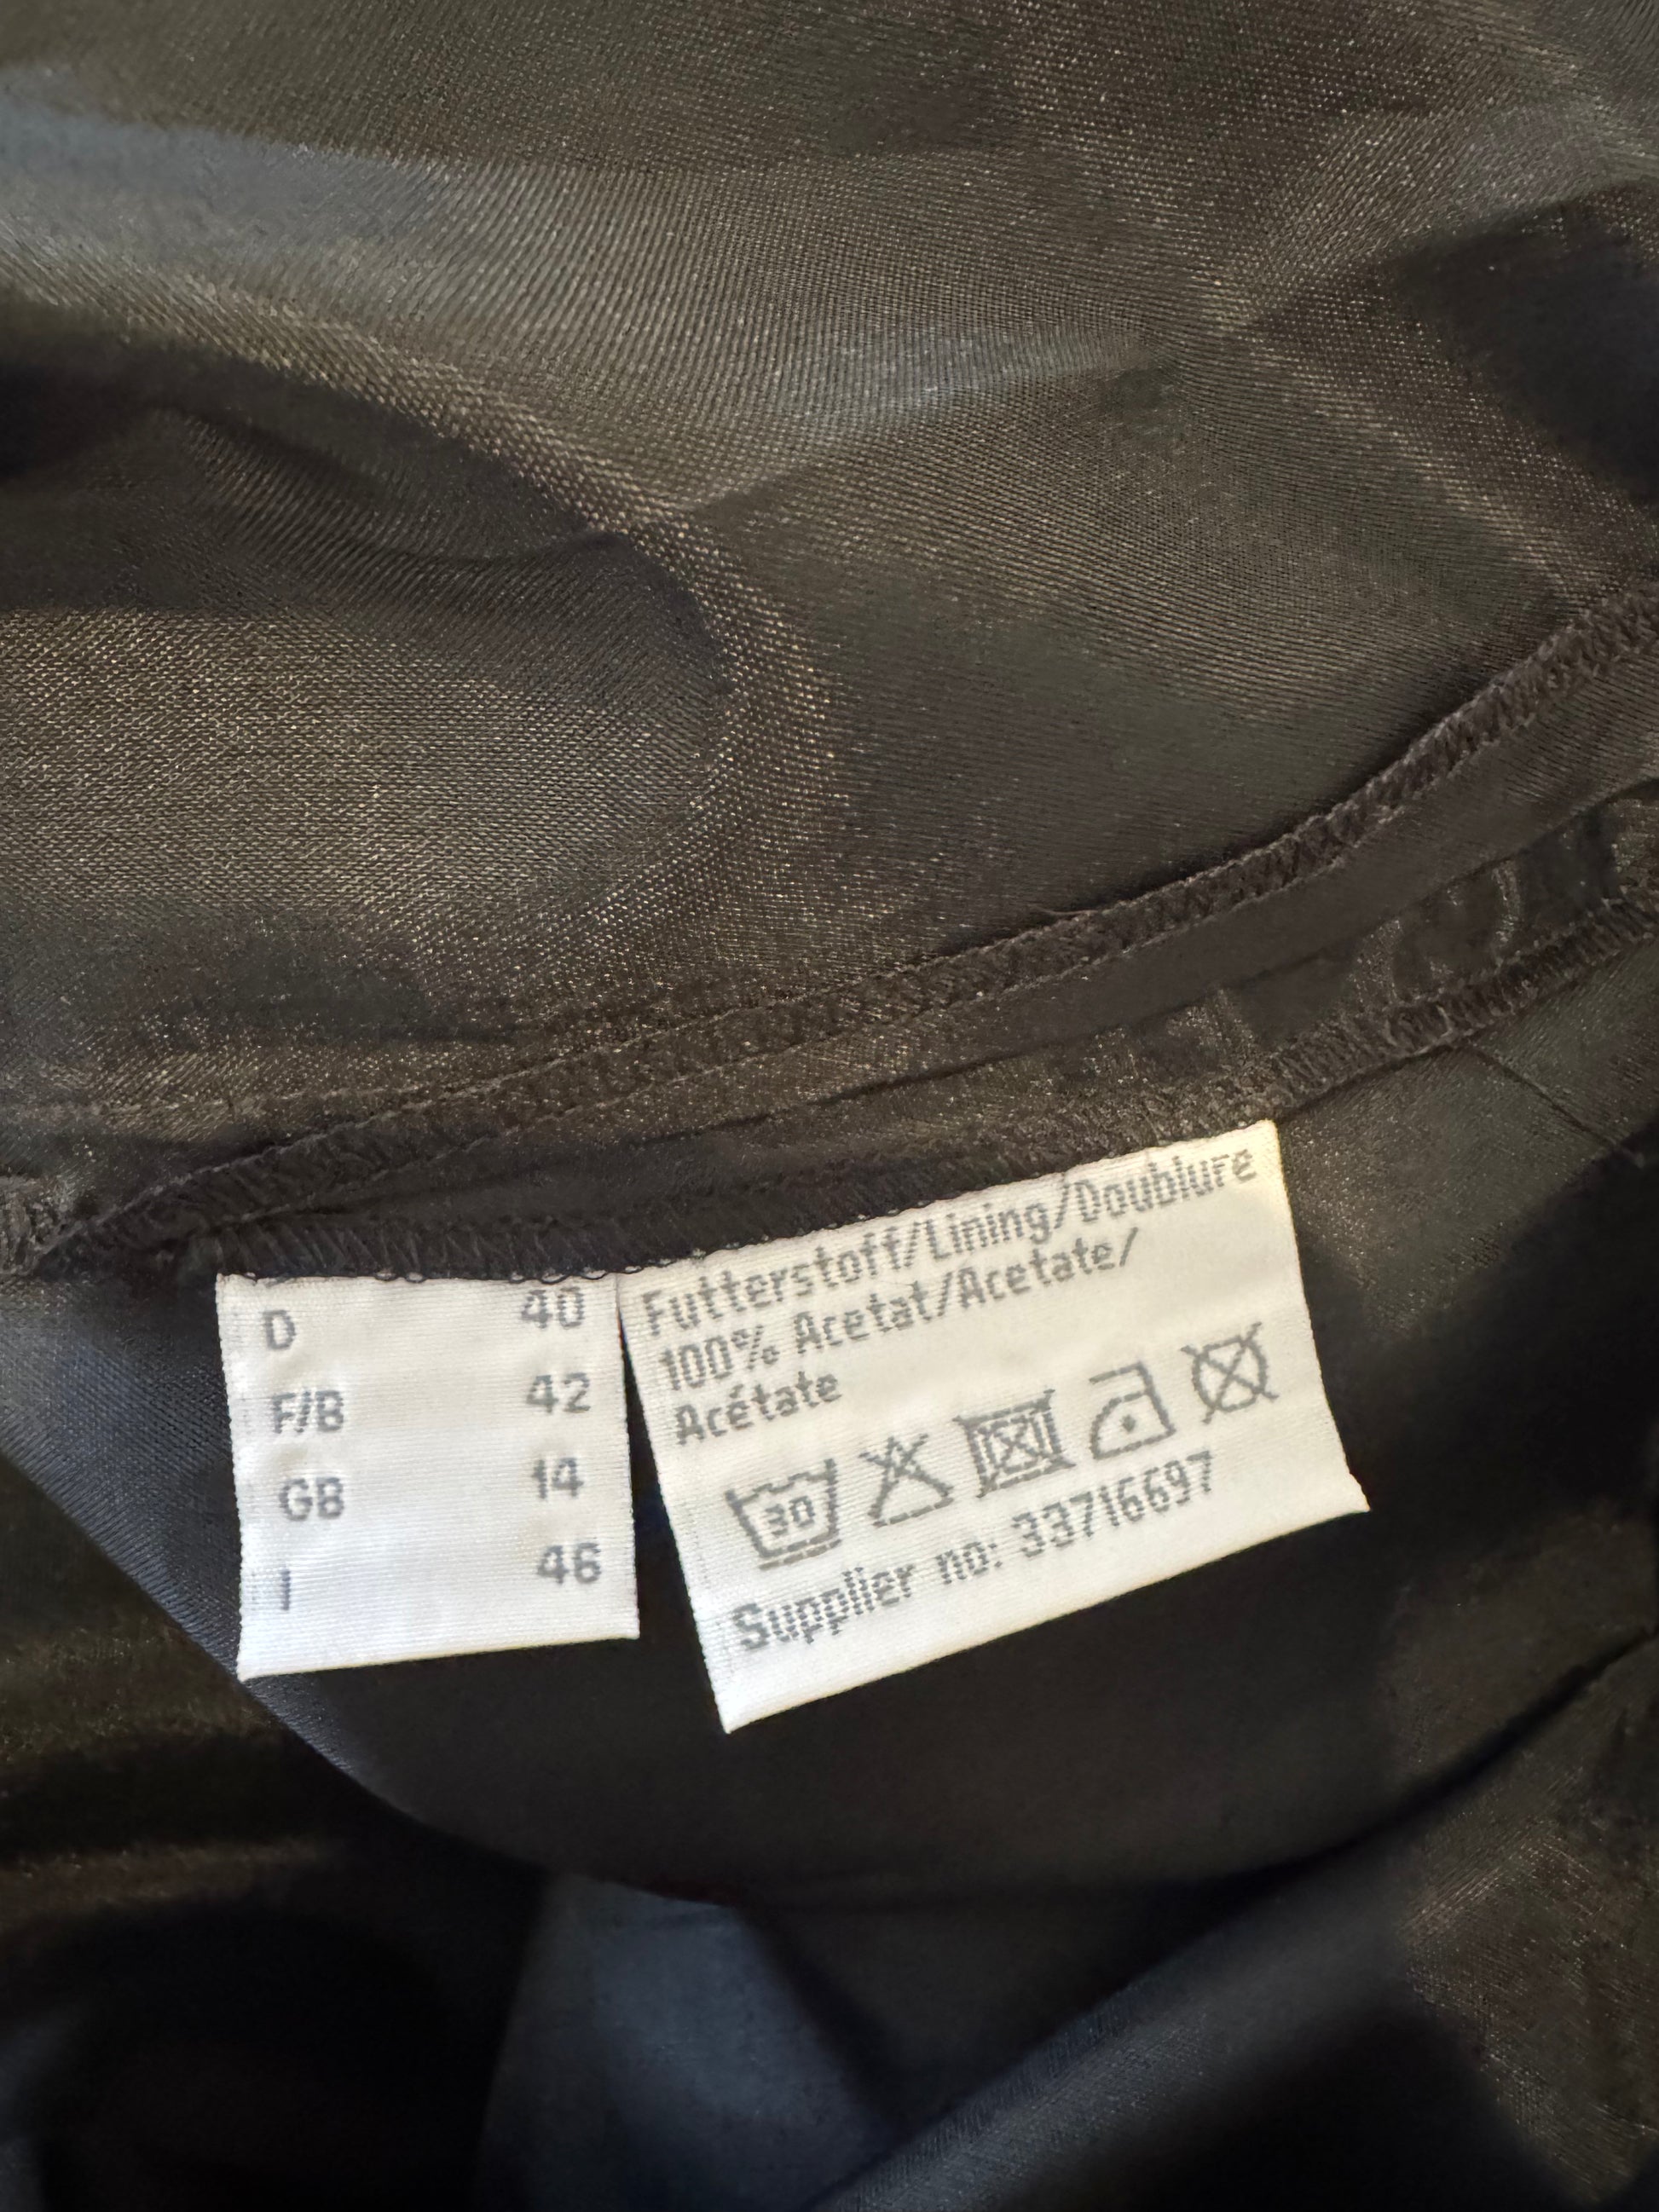 D 40
F/B 42
GB 14
I 46
Futterstoff/Lining/Doublure
100% Acetat/Acetate/
Acétate
30
Supplier no: 33716697